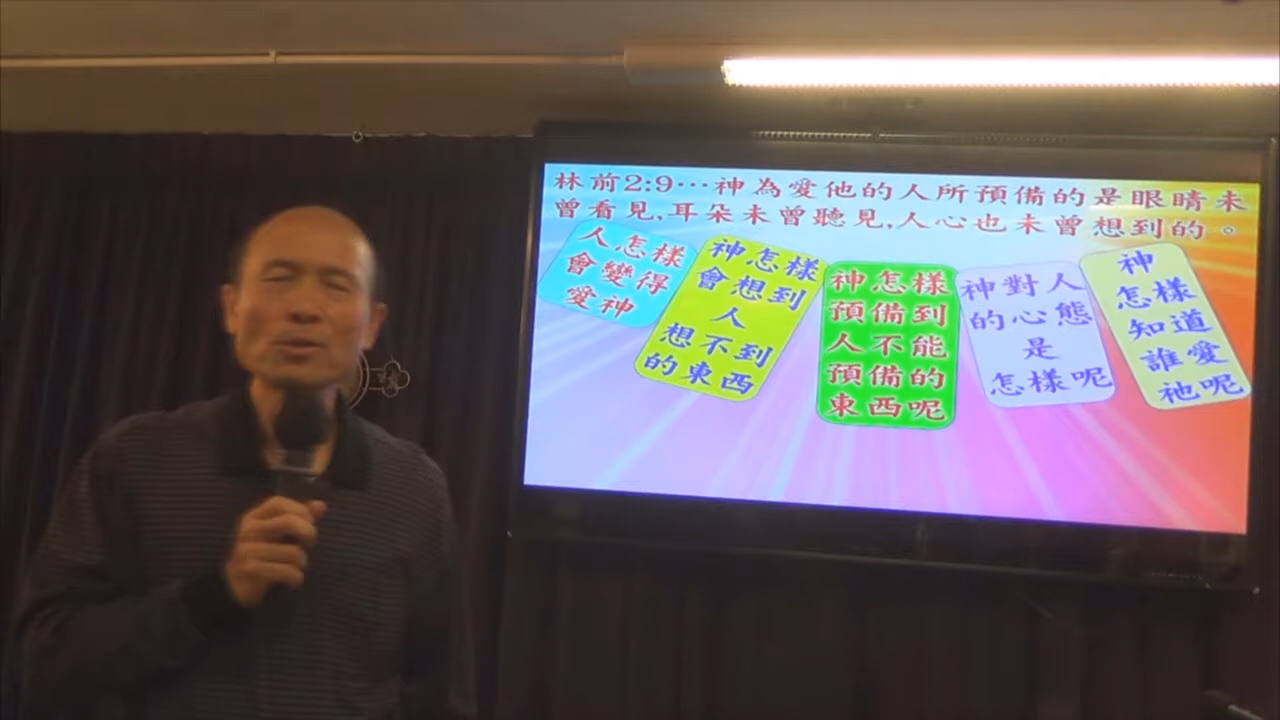 林前2:9…神為愛他的人所預備的是眼睛未
曾看見,耳朵未曾聽見,人心也未曾想到的。
人怎樣
會變得
愛神
神怎樣
會想到
人
想不到
的東西
神怎樣
預備到
人不能
預備的
東西呢
神對人
的心態
是
怎樣呢
神
怎樣
知道
誰愛
祂呢